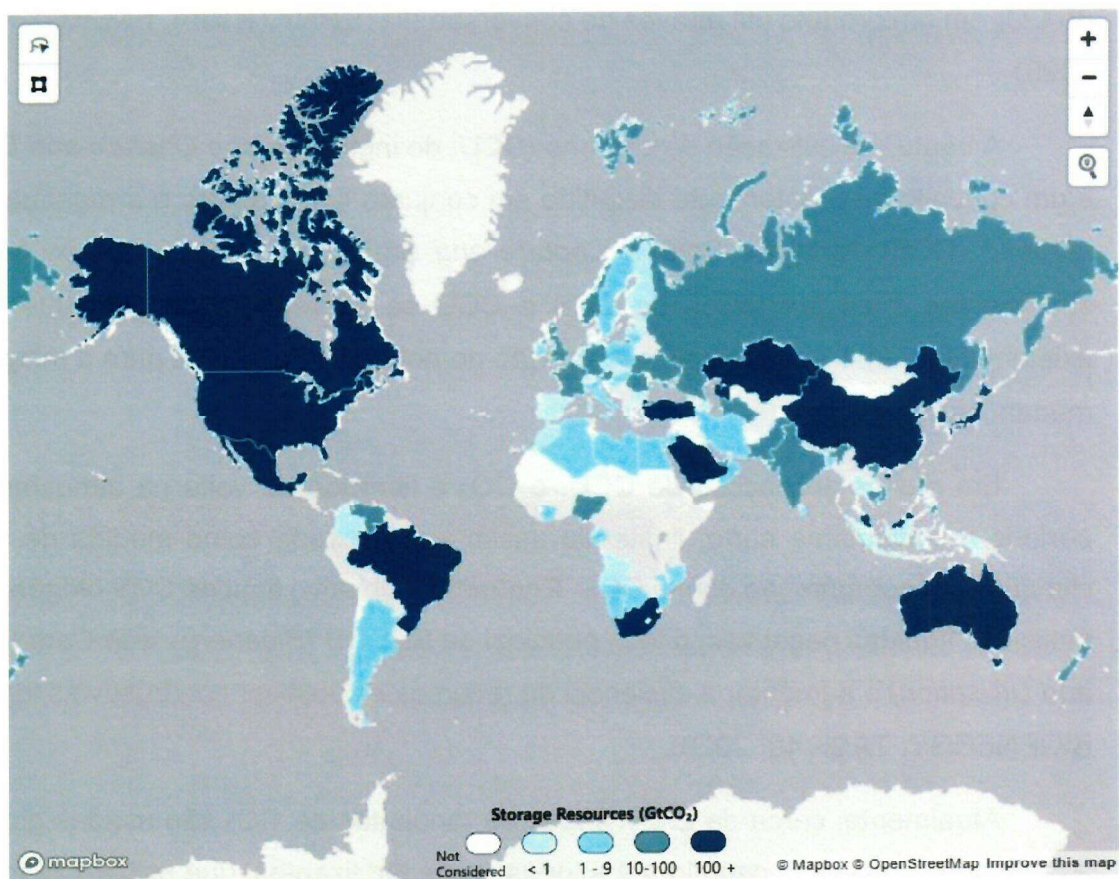 Storage Resources (GtCO₂)
Not
Considered
< 1
1 - 9
10-100
100 +
mapbox
© Mapbox © OpenStreetMap Improve this map